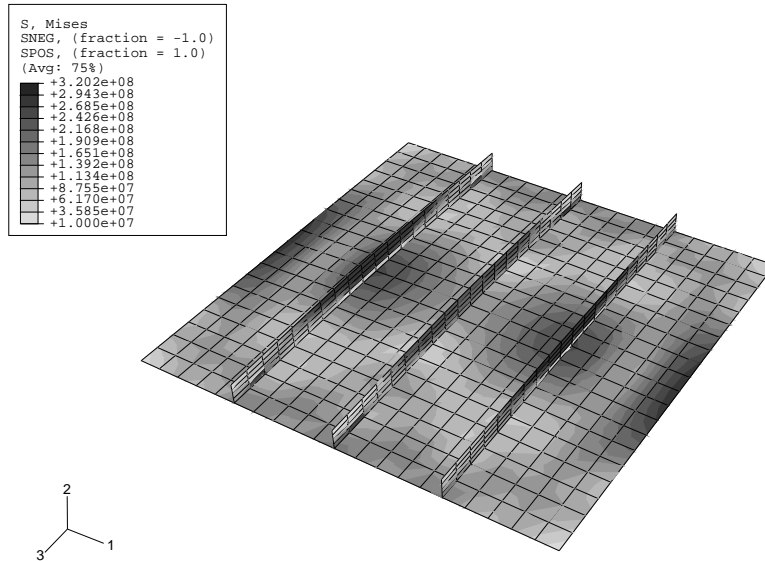 S, Mises
SNEG, (fraction = -1.0)
SPOS, (fraction = 1.0)
(Avg: 75%)
+3.202e+08
+2.943e+08
+2.685e+08
+2.426e+08
+2.168e+08
+1.909e+08
+1.651e+08
+1.392e+08
+1.134e+08
+8.755e+07
+6.170e+07
+3.585e+07
+1.000e+07
2
3
1